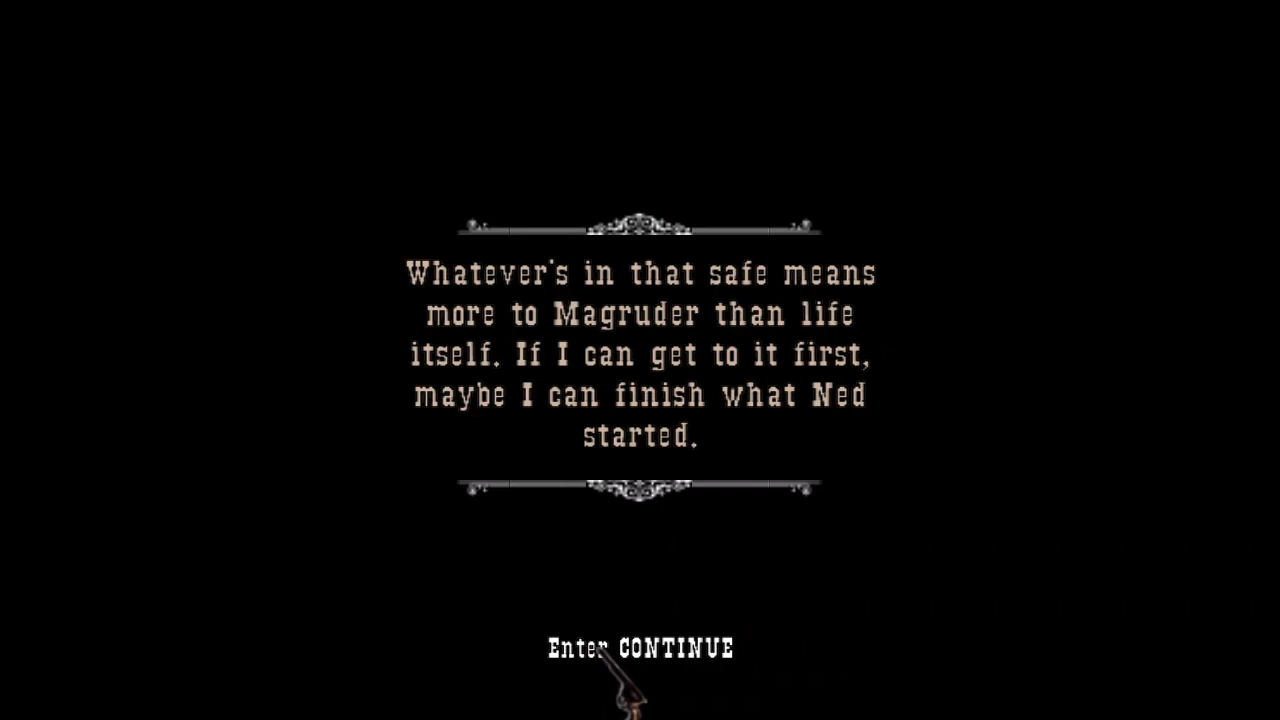 Whatever's in that safe means
more to Magruder than life
itself. If I can get to it first,
maybe I can finish what Ned
started.
Enter CONTINUE